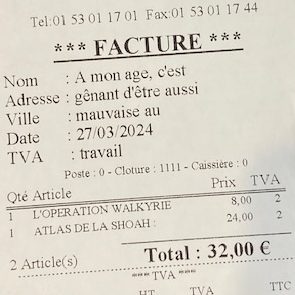 Tel:01 53 01 17 01 Fax:01 53 01 17 44
*** FACTURE ***
Nom : A mon age, c'est
Adresse : gênant d'être aussi
Ville : mauvaise au
Date : 27/03/2024
TVA : travail
Poste : 0 - Cloture : 1111 - Caissière : 0
Qté Article Prix TVA
1 L'OPERATION WALKYRIE 8,00 2
1 ATLAS DE LA SHOAH : 24,00 2
2 Article(s) Total : 32,00 €
**** TVA ****
HT TVA TTC